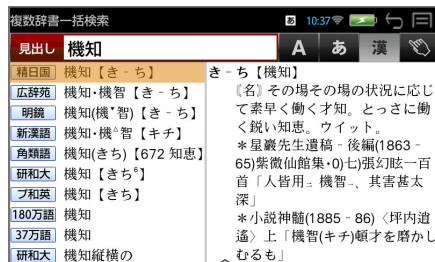 複数辞書一括検索
あ 10:37
見出し 機知 A あ 漢
精日国 機知【き‐ち】
広辞苑 機知・機智【き‐ち】
明鏡 機知(機▼智)【き‐ち】
新漢語 機知・機△智【キチ】
角類語 機知(きち)【672 知恵】
研和大 機知【きち⁶】
プ和英 機知【きち】
180万語 機知
37万語 機知
研和大 機知縦横の
き‐ち【機知】
〖名〗その場その場の状況に応じ
て素早く働く才知。とっさに働
く鋭い知恵。ウイット。
＊星巖先生遺稿‐後編(1863‐
65)紫微仙館集・0)七)張幻眩一百
首「人皆用㆓機智㆒、其害甚太
深」
＊小説神髄(1885‐86)〈坪内逍
遙〉上「機智(キチ)頓才を磨かし
むるも」